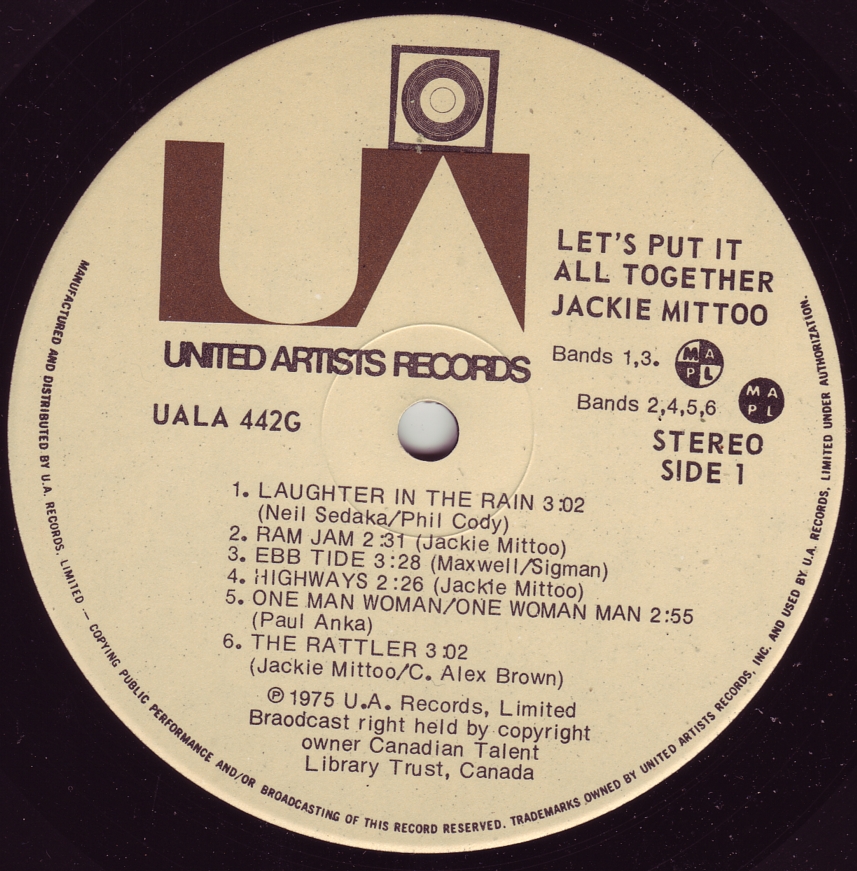 UA
UNITED ARTISTS RECORDS
LET'S PUT IT
ALL TOGETHER
JACKIE MITTOO
Bands 1,3. M A P L
Bands 2,4,5,6 M A P L
UALA 442G
STEREO
SIDE 1
1. LAUGHTER IN THE RAIN 3:02
(Neil Sedaka/Phil Cody)
2. RAM JAM 2:31 (Jackie Mittoo)
3. EBB TIDE 3:28 (Maxwell/Sigman)
4. HIGHWAYS 2:26 (Jackie Mittoo)
5. ONE MAN WOMAN/ONE WOMAN MAN 2:55
(Paul Anka)
6. THE RATTLER 3:02
(Jackie Mittoo/C. Alex Brown)
℗ 1975 U.A. Records, Limited
Braodcast right held by copyright
owner Canadian Talent
Library Trust, Canada
MANUFACTURED AND DISTRIBUTED BY U.A. RECORDS, LIMITED — COPYING PUBLIC PERFORMANCE AND/OR BROADCASTING OF THIS RECORD RESERVED. TRADEMARKS OWNED BY UNITED ARTISTS RECORDS, INC. AND USED BY U.A. RECORDS, LIMITED UNDER AUTHORIZATION.